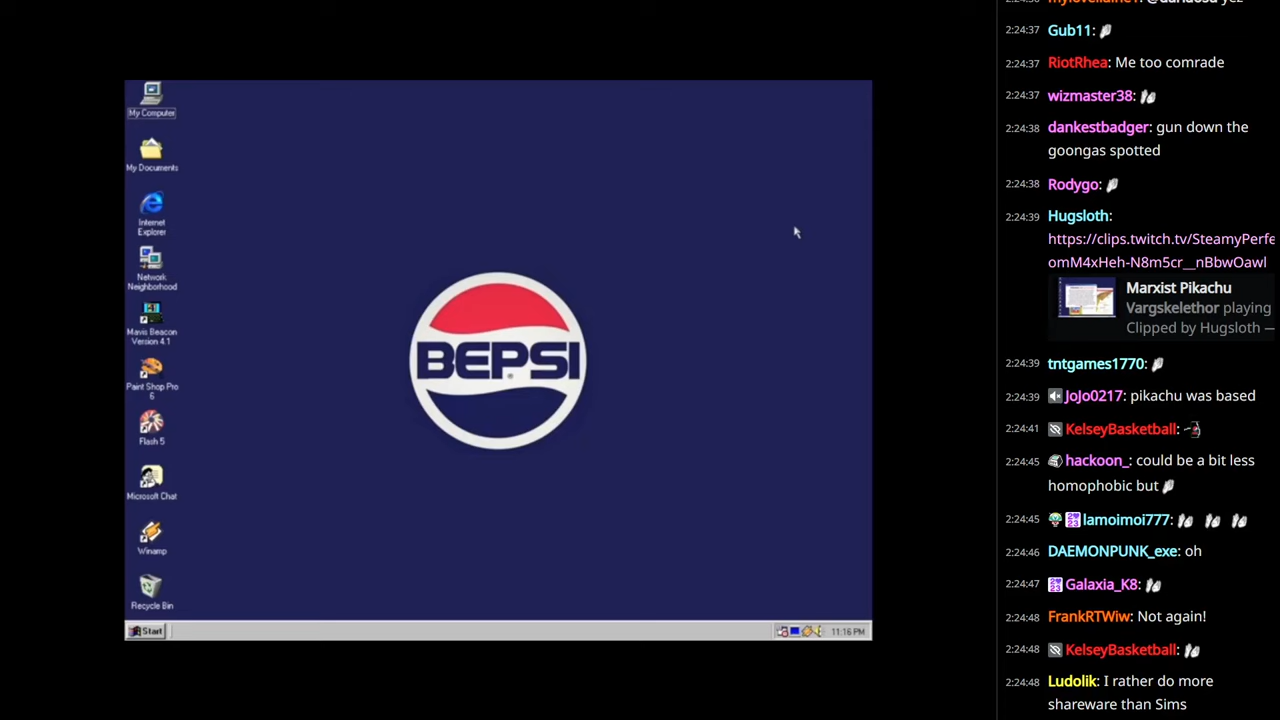 My Computer
My Documents
Internet
Explorer
Network
Neighborhood
Mavis Beacon
Version 4.1
Paint Shop Pro
6
Flash 5
Microsoft Chat
Winamp
Recycle Bin
BEPSI
Start
11:16 PM
2:24:37 Gub11:
2:24:37 RiotRhea: Me too comrade
2:24:37 wizmaster38:
2:24:38 dankestbadger: gun down the
goongas spotted
2:24:38 Rodygo:
2:24:39 Hugsloth:
https://clips.twitch.tv/SteamyPerfe
omM4xHeh-N8m5cr__nBbwOawl
Marxist Pikachu
Vargskelethor playing
Clipped by Hugsloth —
2:24:39 tntgames1770:
2:24:39 JoJo0217: pikachu was based
2:24:41 KelseyBasketball:
2:24:45 hackoon_: could be a bit less
homophobic but
2:24:45 lamoimoi777:
2:24:46 DAEMONPUNK_exe: oh
2:24:47 Galaxia_K8:
2:24:48 FrankRTWiw: Not again!
2:24:48 KelseyBasketball:
2:24:48 Ludolik: I rather do more
shareware than Sims